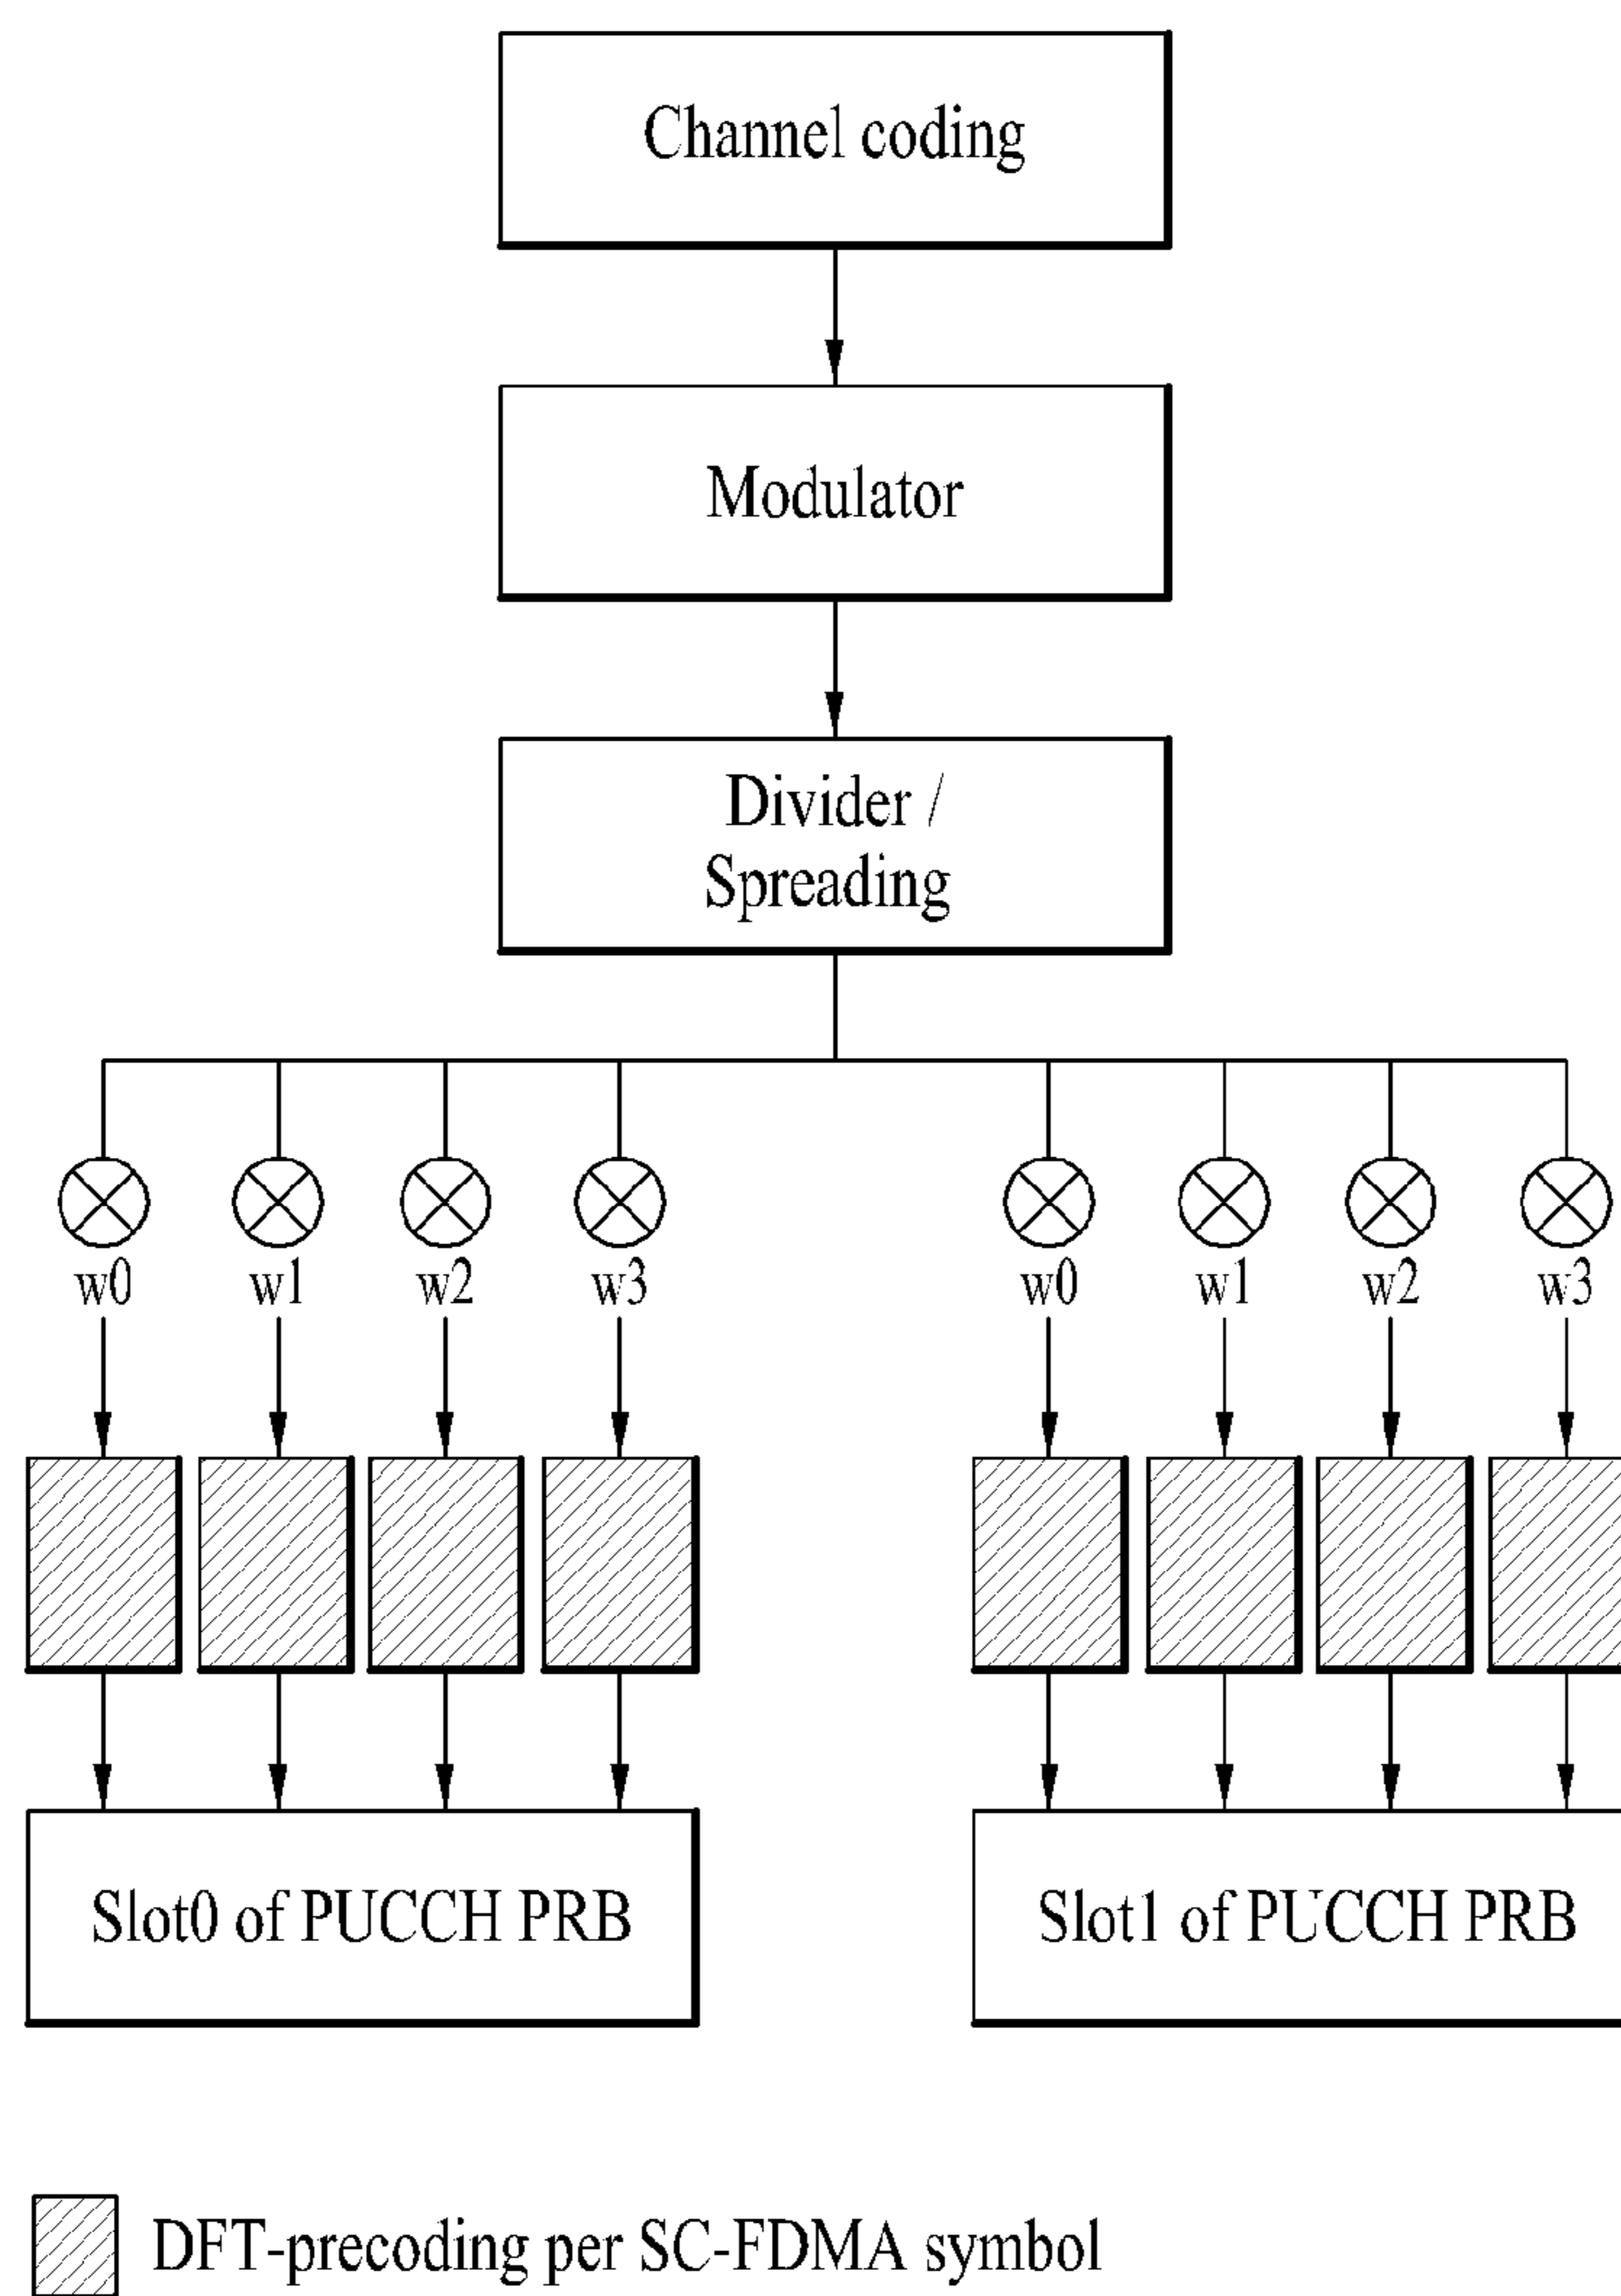 Channel coding
Modulator
Divider /
Spreading
w0 w1 w2 w3 w0 w1 w2 w3
Slot0 of PUCCH PRB Slot1 of PUCCH PRB
DFT-precoding per SC-FDMA symbol